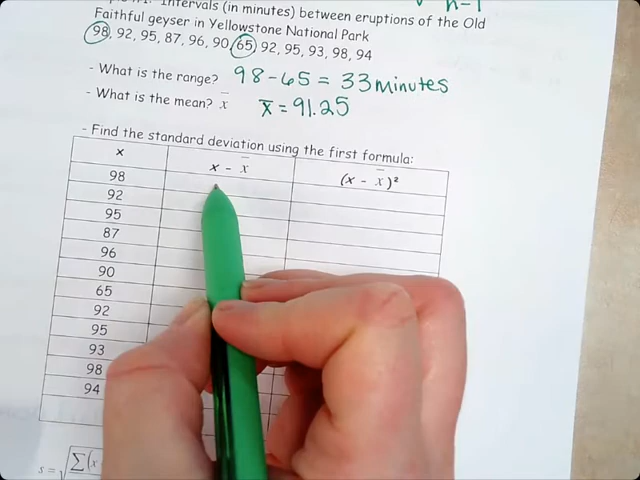 n-1
Intervals (in minutes) between eruptions of the Old
Faithful geyser in Yellowstone National Park
98, 92, 95, 87, 96, 90, 65, 92, 95, 93, 98, 94
- What is the range? 98-65 = 33 minutes
- What is the mean? x̄ x̄ = 91.25
- Find the standard deviation using the first formula:
x x - x̄ (x - x̄)²
98
92
95
87
96
90
65
92
95
93
98
94
s = √ ∑(x